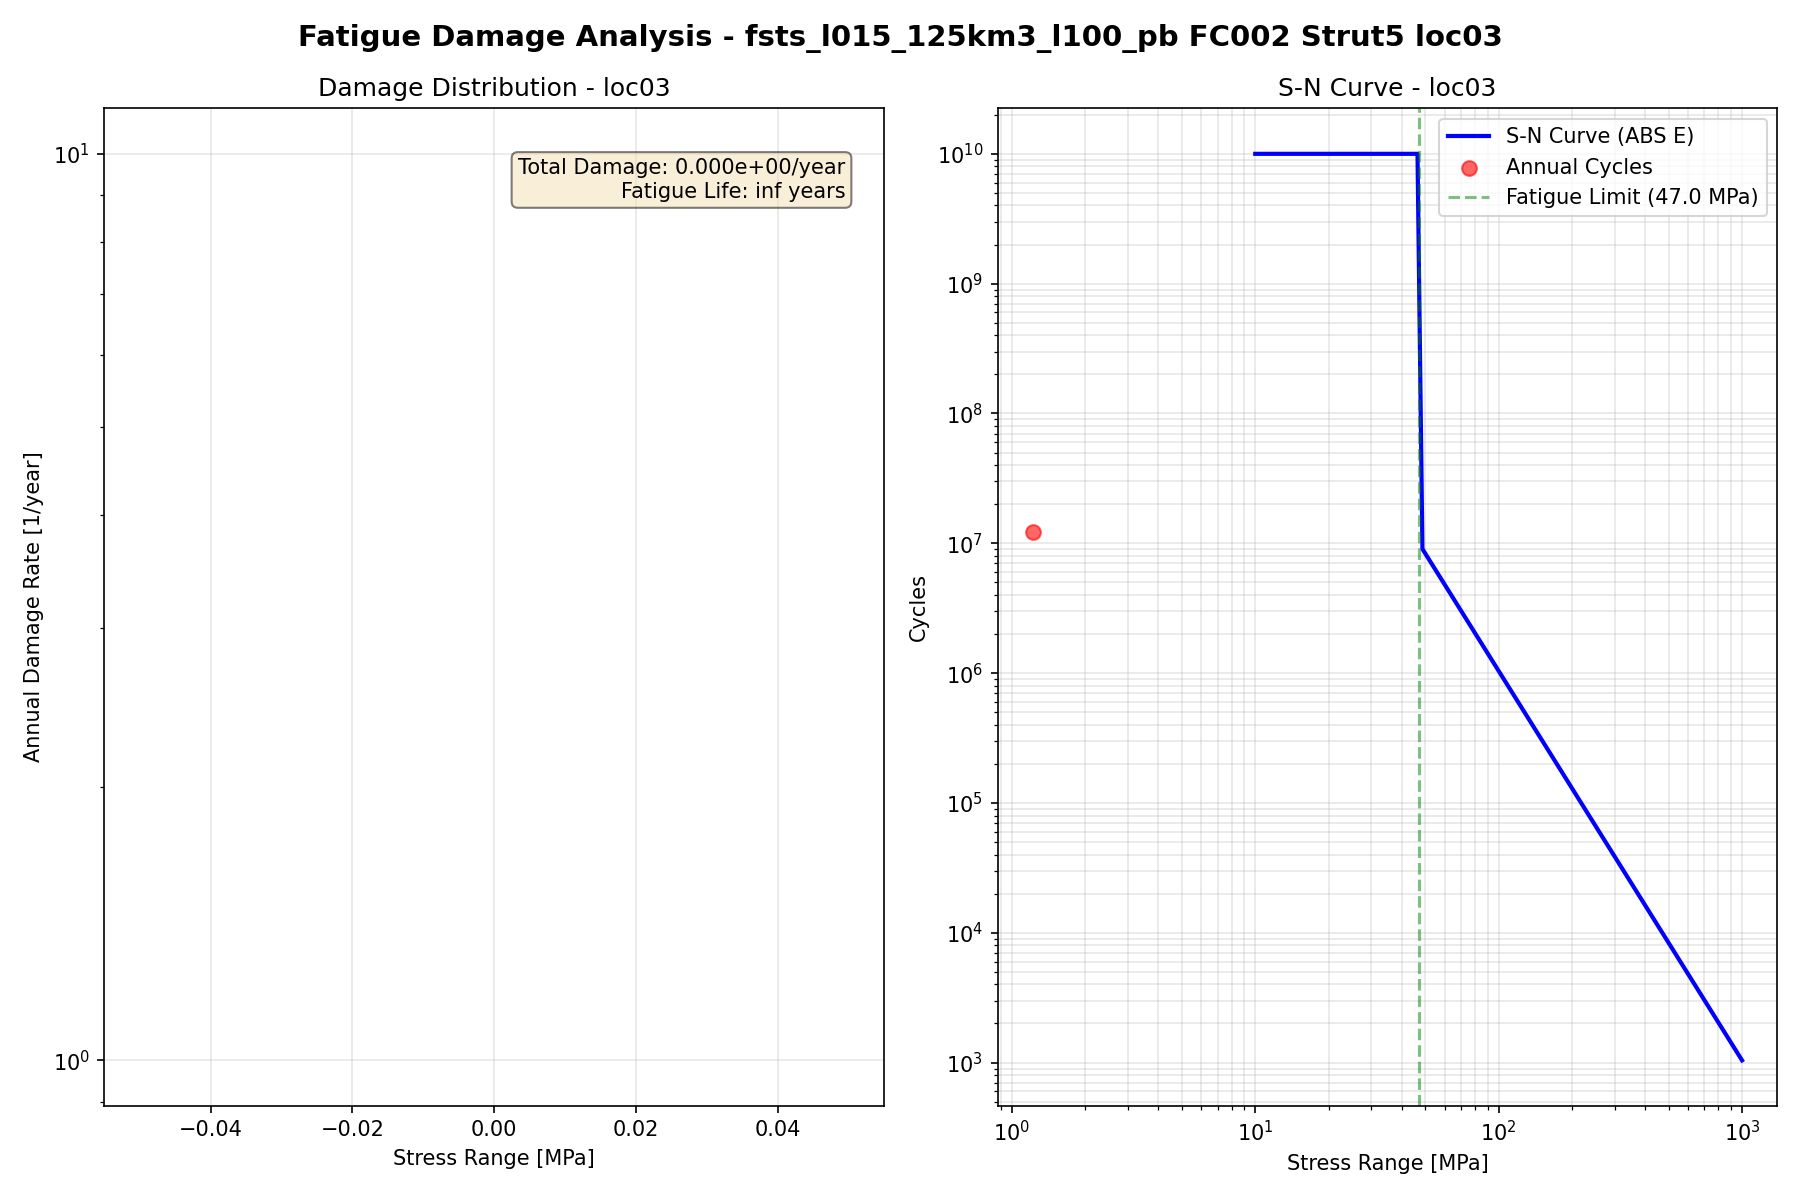 Fatigue Damage Analysis - fsts_l015_125km3_l100_pb FC002 Strut5 loc03
Damage Distribution - loc03
Total Damage: 0.000e+00/year
Fatigue Life: inf years
10¹
10⁰
Annual Damage Rate [1/year]
−0.04
−0.02
0.00
0.02
0.04
Stress Range [MPa]
S-N Curve - loc03
S-N Curve (ABS E)
Annual Cycles
Fatigue Limit (47.0 MPa)
10¹⁰
10⁹
10⁸
10⁷
10⁶
10⁵
10⁴
10³
Cycles
10⁰
10¹
10²
10³
Stress Range [MPa]